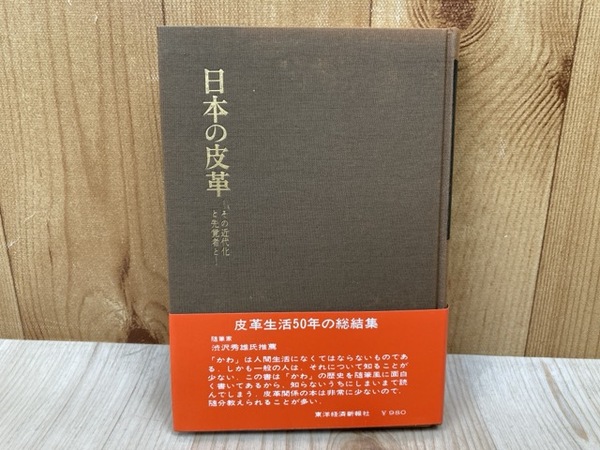 日本の皮革
―その近代化
と先覚者と―
皮革生活50年の総結集
随筆家
渋沢秀雄氏推薦
「かわ」は人間生活になくてはならないものであ
る．しかも一般の人は，それについて知ることが
少ない．この書は「かわ」の歴史を随筆風に面白
く書いてあるから，知らないうちにしまいまで読
んでしまう．皮革関係の本は非常に少ないので，
随分教えられることが多い．
東洋経済新報社 ￥980